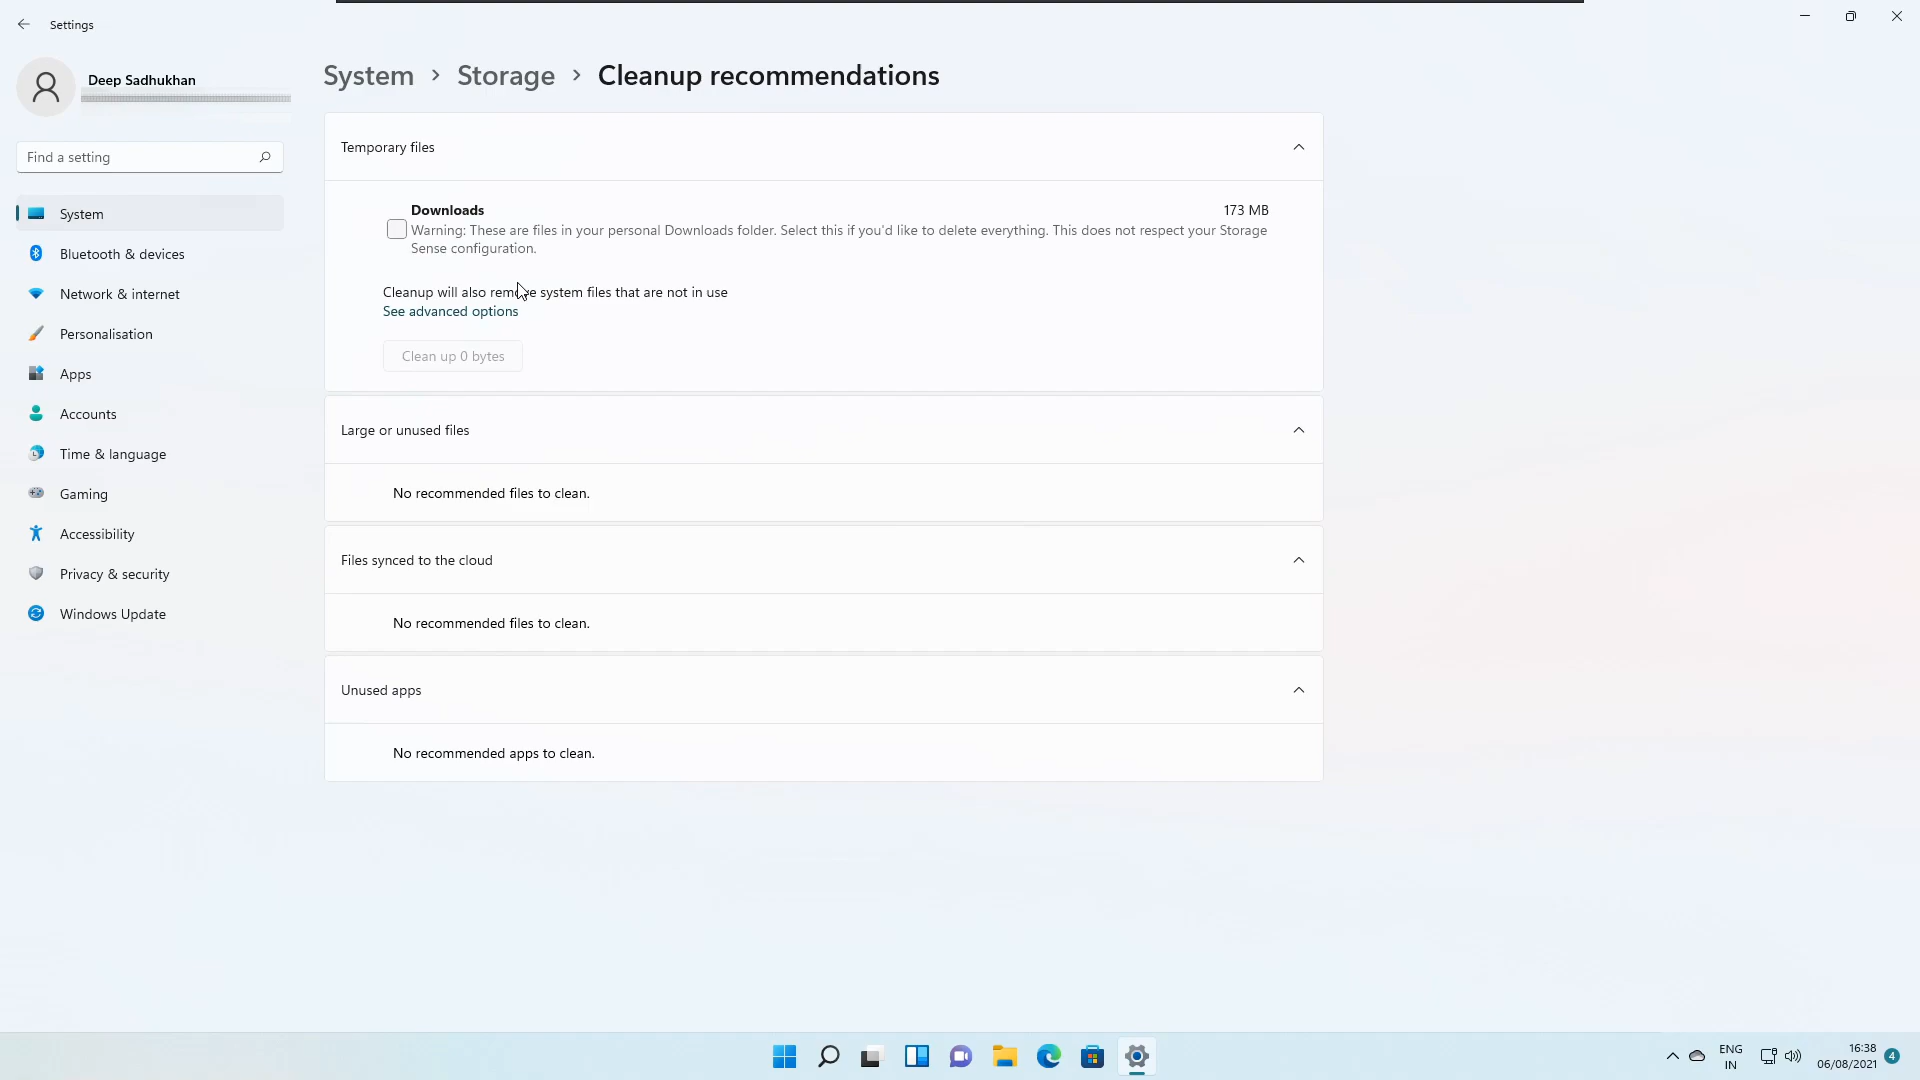 Settings
Deep Sadhukhan
System > Storage > Cleanup recommendations
Find a setting
System
Bluetooth & devices
Network & internet
Personalisation
Apps
Accounts
Time & language
Gaming
Accessibility
Privacy & security
Windows Update
Temporary files
Downloads 173 MB
Warning: These are files in your personal Downloads folder. Select this if you'd like to delete everything. This does not respect your Storage
Sense configuration.
Cleanup will also remove system files that are not in use
See advanced options
Clean up 0 bytes
Large or unused files
No recommended files to clean.
Files synced to the cloud
No recommended files to clean.
Unused apps
No recommended apps to clean.
ENG
IN
16:38
06/08/2021
4